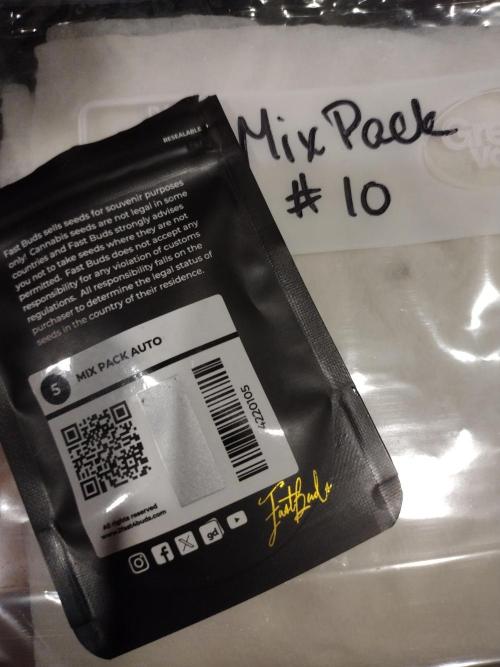 Mix Pack
# 10
RESEALABLE
Fast Buds sells seeds for souvenir purposes
only! Cannabis seeds are not legal in some
countries and Fast Buds strongly advises
you not to take seeds where they are not
permitted. Fast Buds does not accept any
responsibility for any violation of customs
regulations. All responsibility falls on the
purchaser to determine the legal status of
seeds in the country of their residence.
5 MIX PACK AUTO
4220105
All rights reserved
www.2fast4buds.com
gd
FastBuds